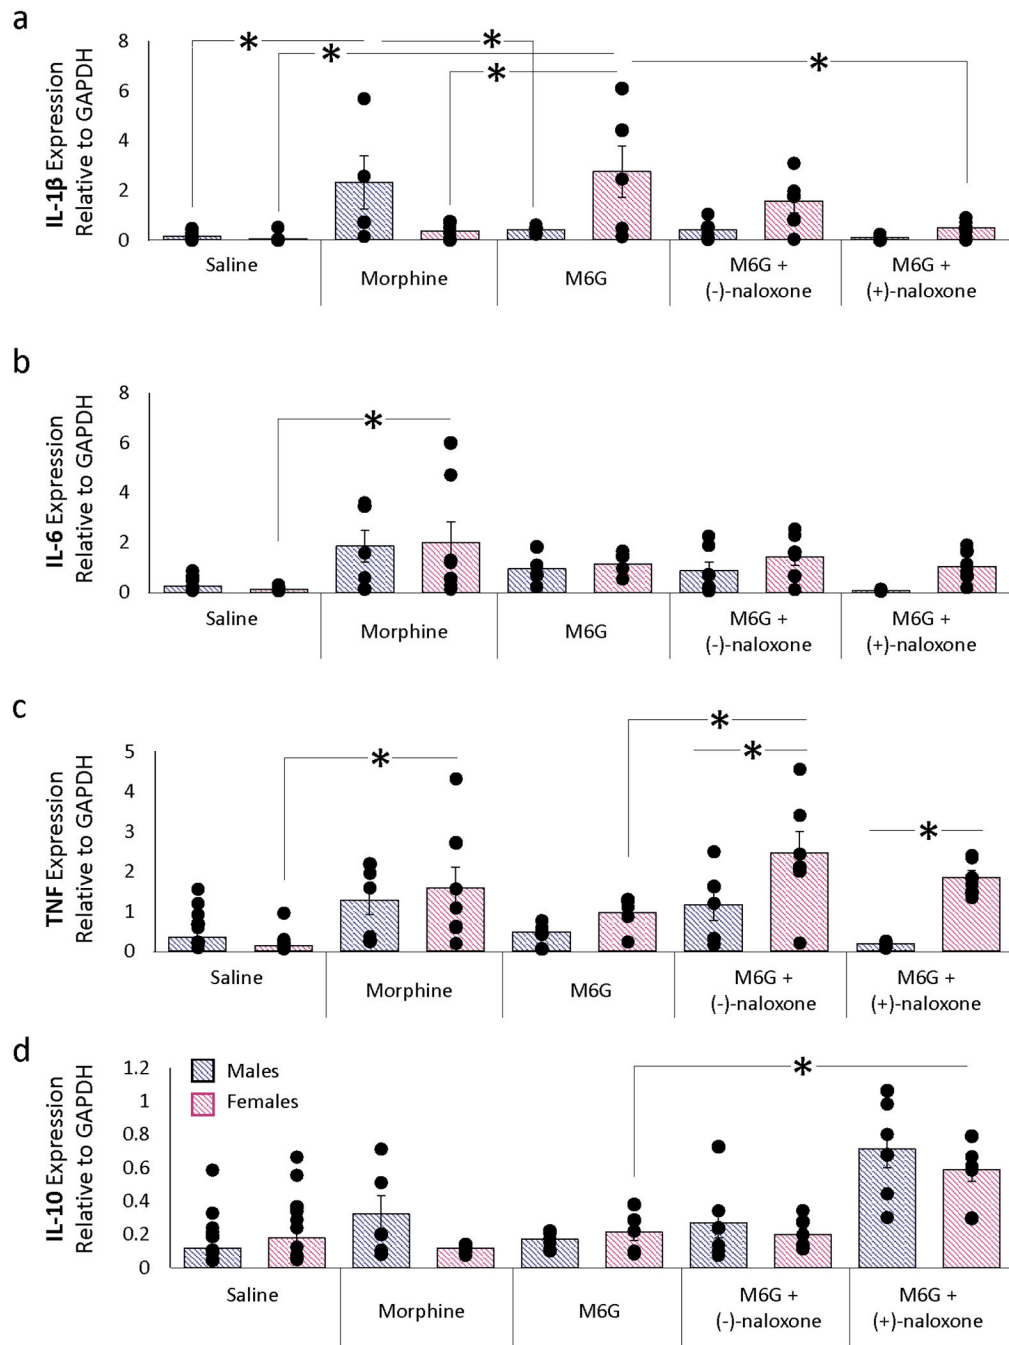 a
IL-1β Expression
Relative to GAPDH
8
6
4
2
0
*
*
*
*
*
Saline
Morphine
M6G
M6G +
(-)-naloxone
M6G +
(+)-naloxone
b
IL-6 Expression
Relative to GAPDH
8
6
4
2
0
*
Saline
Morphine
M6G
M6G +
(-)-naloxone
M6G +
(+)-naloxone
c
TNF Expression
Relative to GAPDH
5
4
3
2
1
0
*
*
*
*
Saline
Morphine
M6G
M6G +
(-)-naloxone
M6G +
(+)-naloxone
d
IL-10 Expression
Relative to GAPDH
1.2
1
0.8
0.6
0.4
0.2
0
Males
Females
*
Saline
Morphine
M6G
M6G +
(-)-naloxone
M6G +
(+)-naloxone